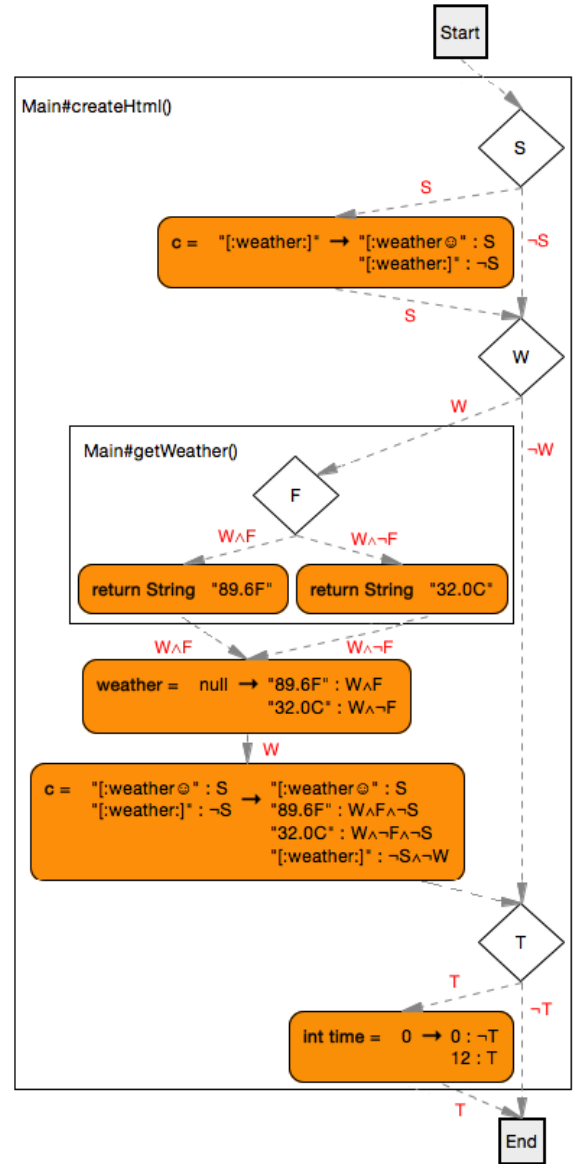 Start
Main#createHtml()
S
S
¬S
c = "[:weather:]" → "[:weather☺" : S
"[:weather:]" : ¬S
S
W
W
¬W
Main#getWeather()
F
W∧F
W∧¬F
return String "89.6F"
return String "32.0C"
W∧F
W∧¬F
weather = null → "89.6F" : W∧F
"32.0C" : W∧¬F
W
c = "[:weather☺" : S → "[:weather☺" : S
"[:weather:]" : ¬S "89.6F" : W∧F∧¬S
"32.0C" : W∧¬F∧¬S
"[:weather:]" : ¬S∧¬W
T
T
¬T
int time = 0 → 0 : ¬T
12 : T
T
End